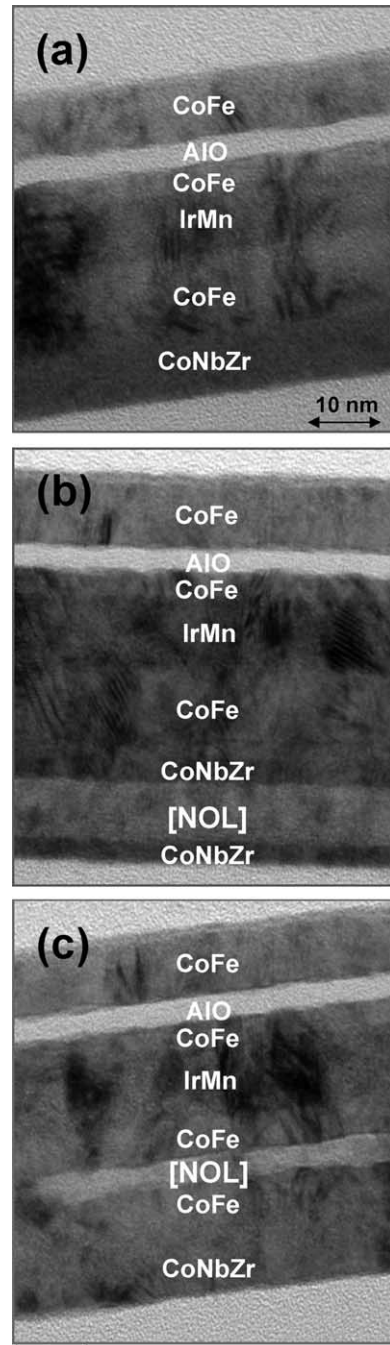 (a)
CoFe
AlO
CoFe
IrMn
CoFe
CoNbZr
10 nm
(b)
CoFe
AlO
CoFe
IrMn
CoFe
CoNbZr
[NOL]
CoNbZr
(c)
CoFe
AlO
CoFe
IrMn
CoFe
[NOL]
CoFe
CoNbZr